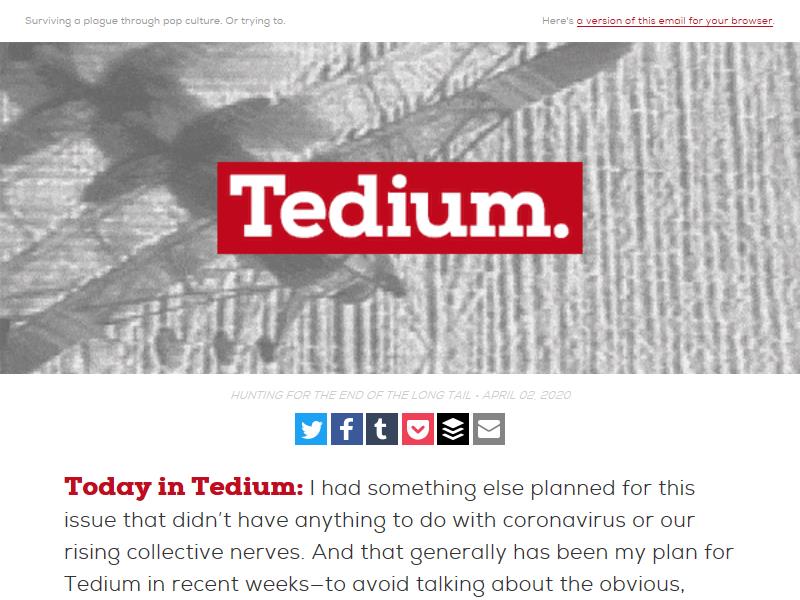 Surviving a plague through pop culture. Or trying to.
Here's a version of this email for your browser.
Tedium.
HUNTING FOR THE END OF THE LONG TAIL - APRIL 02, 2020
Today in Tedium: I had something else planned for this
issue that didn’t have anything to do with coronavirus or our
rising collective nerves. And that generally has been my plan for
Tedium in recent weeks—to avoid talking about the obvious,